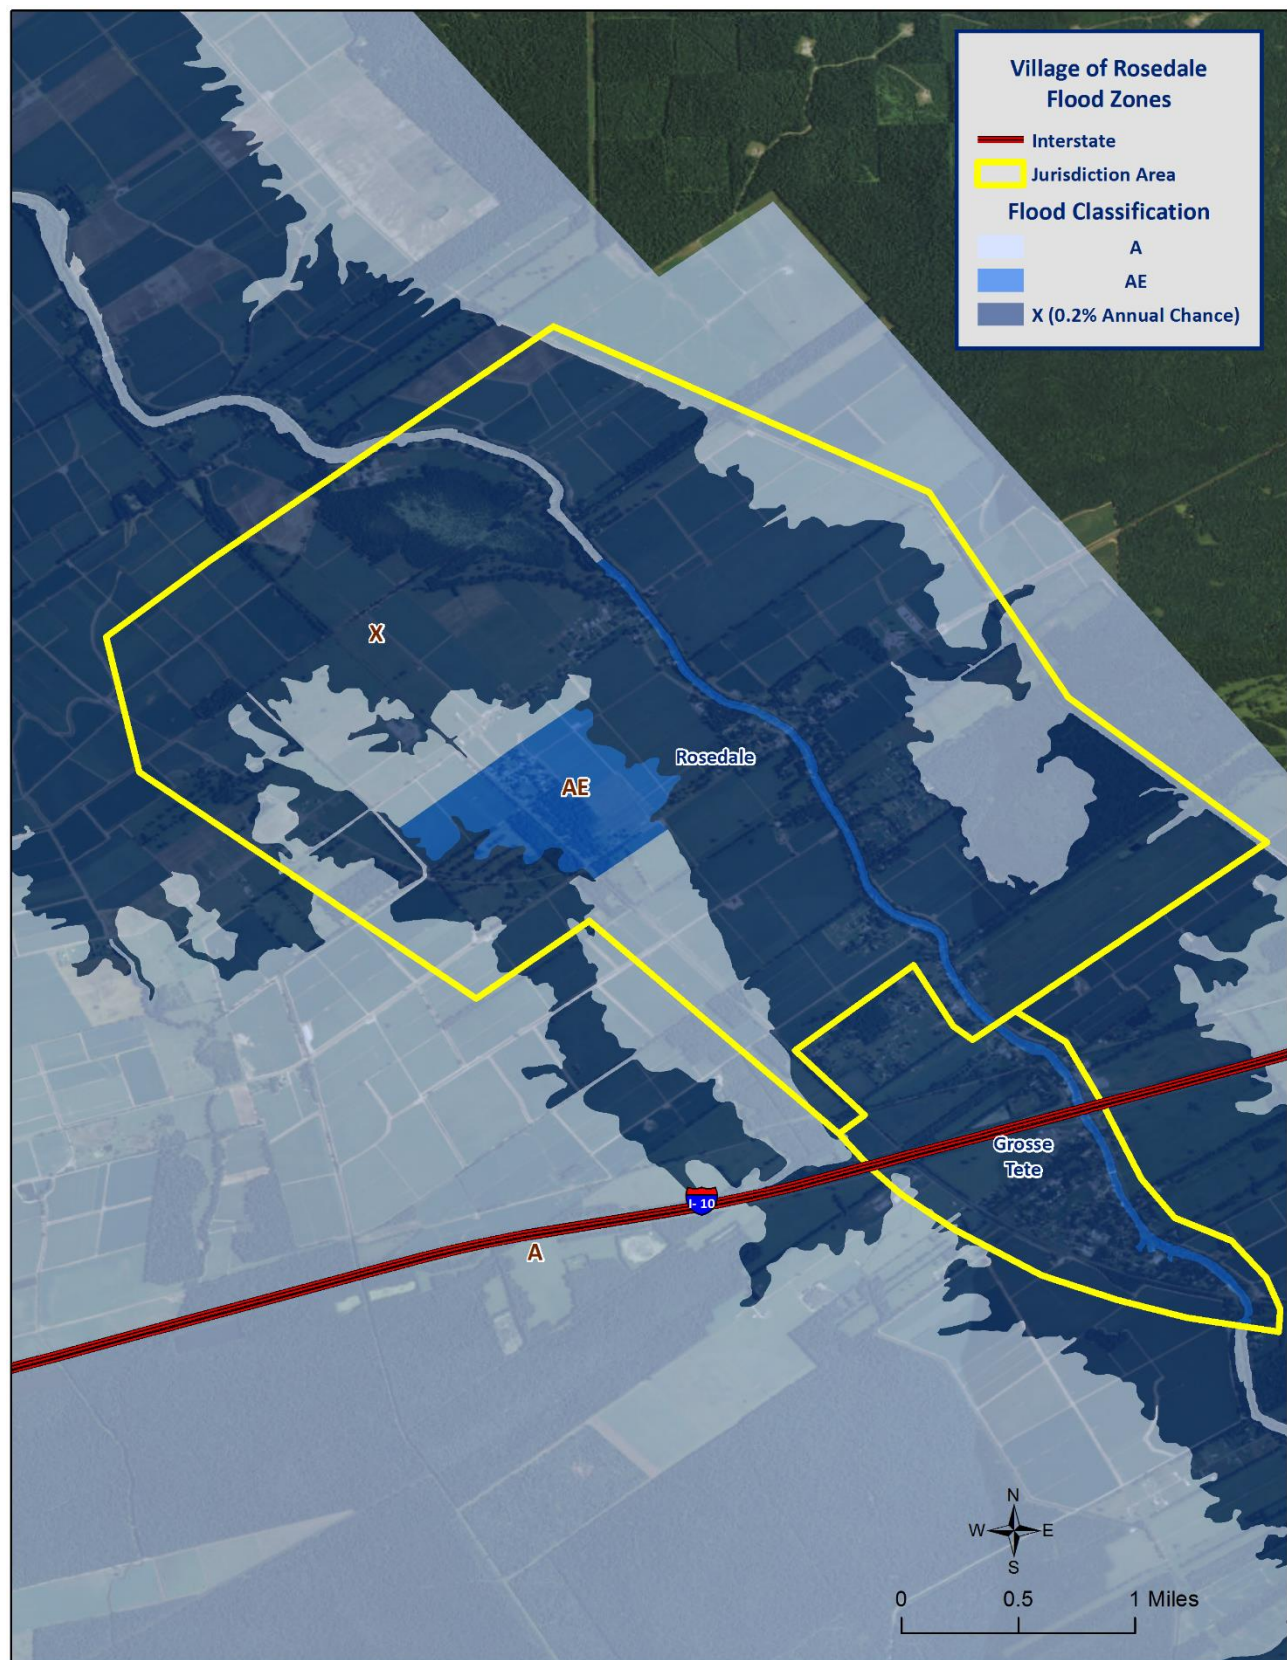 Village of Rosedale
Flood Zones
Interstate
Jurisdiction Area
Flood Classification
A
AE
X (0.2% Annual Chance)
X
Rosedale
AE
Grosse
Tete
I- 10
A
N
W E
S
0 0.5 1 Miles